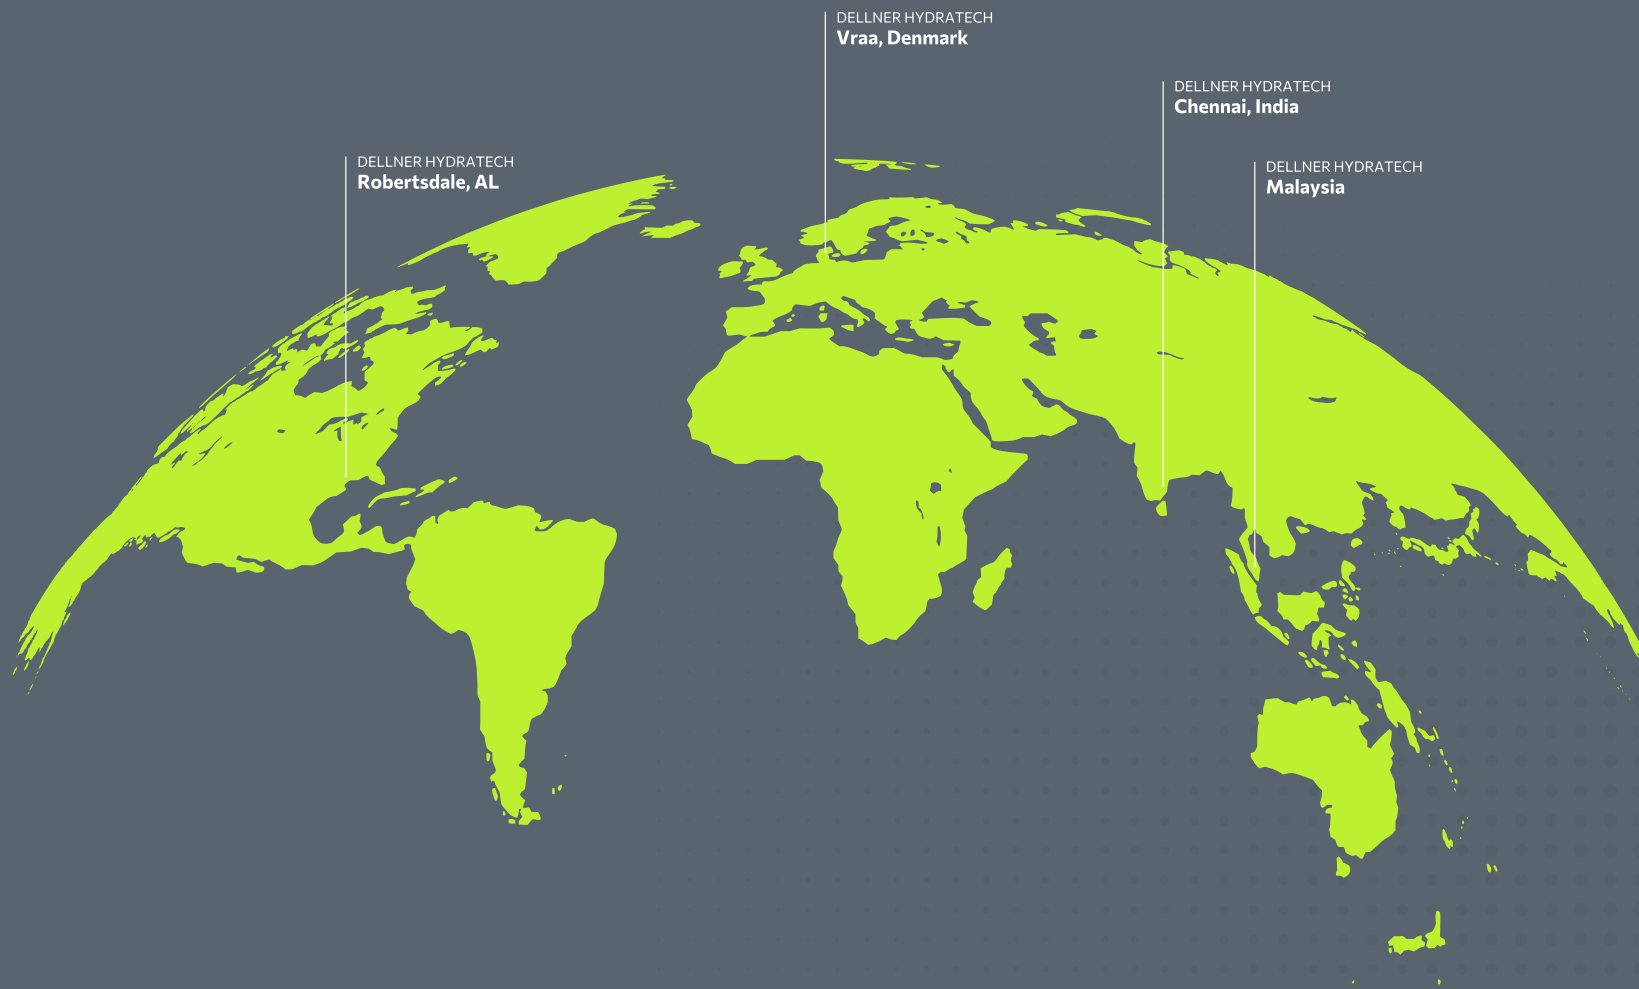 DELLNER HYDRATECH
Vraa, Denmark
DELLNER HYDRATECH
Chennai, India
DELLNER HYDRATECH
Robertsdale, AL
DELLNER HYDRATECH
Malaysia